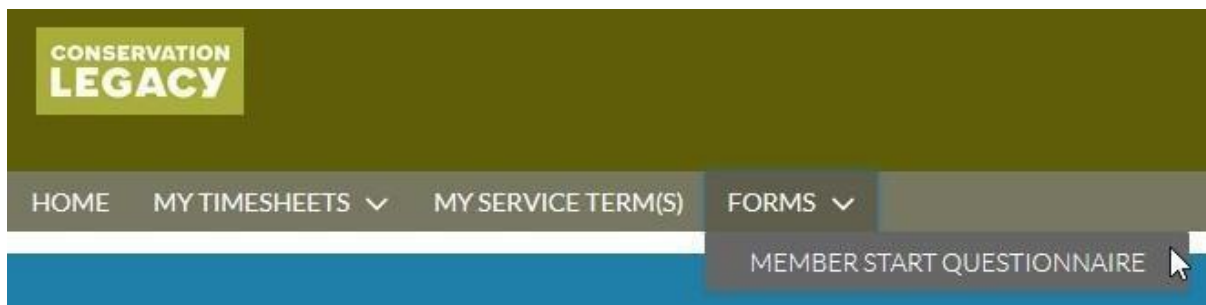 CONSERVATION
LEGACY
HOME MY TIMESHEETS MY SERVICE TERM(S) FORMS
MEMBER START QUESTIONNAIRE